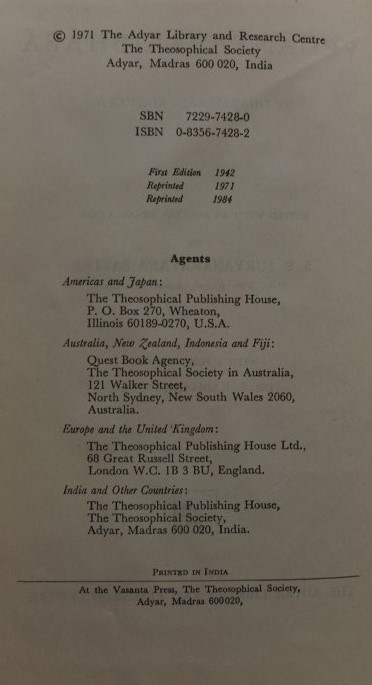 © 1971 The Adyar Library and Research Centre
The Theosophical Society
Adyar, Madras 600 020, India
SBN 7229-7428-0
ISBN 0-8356-7428-2
First Edition 1942
Reprinted 1971
Reprinted 1984
Agents
Americas and Japan:
The Theosophical Publishing House,
P. O. Box 270, Wheaton,
Illinois 60189-0270, U.S.A.
Australia, New Zealand, Indonesia and Fiji:
Quest Book Agency,
The Theosophical Society in Australia,
121 Walker Street,
North Sydney, New South Wales 2060,
Australia.
Europe and the United Kingdom:
The Theosophical Publishing House Ltd.,
68 Great Russell Street,
London W.C. 1B 3 BU, England.
India and Other Countries:
The Theosophical Publishing House,
The Theosophical Society,
Adyar, Madras 600 020, India.
PRINTED IN INDIA
At the Vasanta Press, The Theosophical Society,
Adyar, Madras 600020,